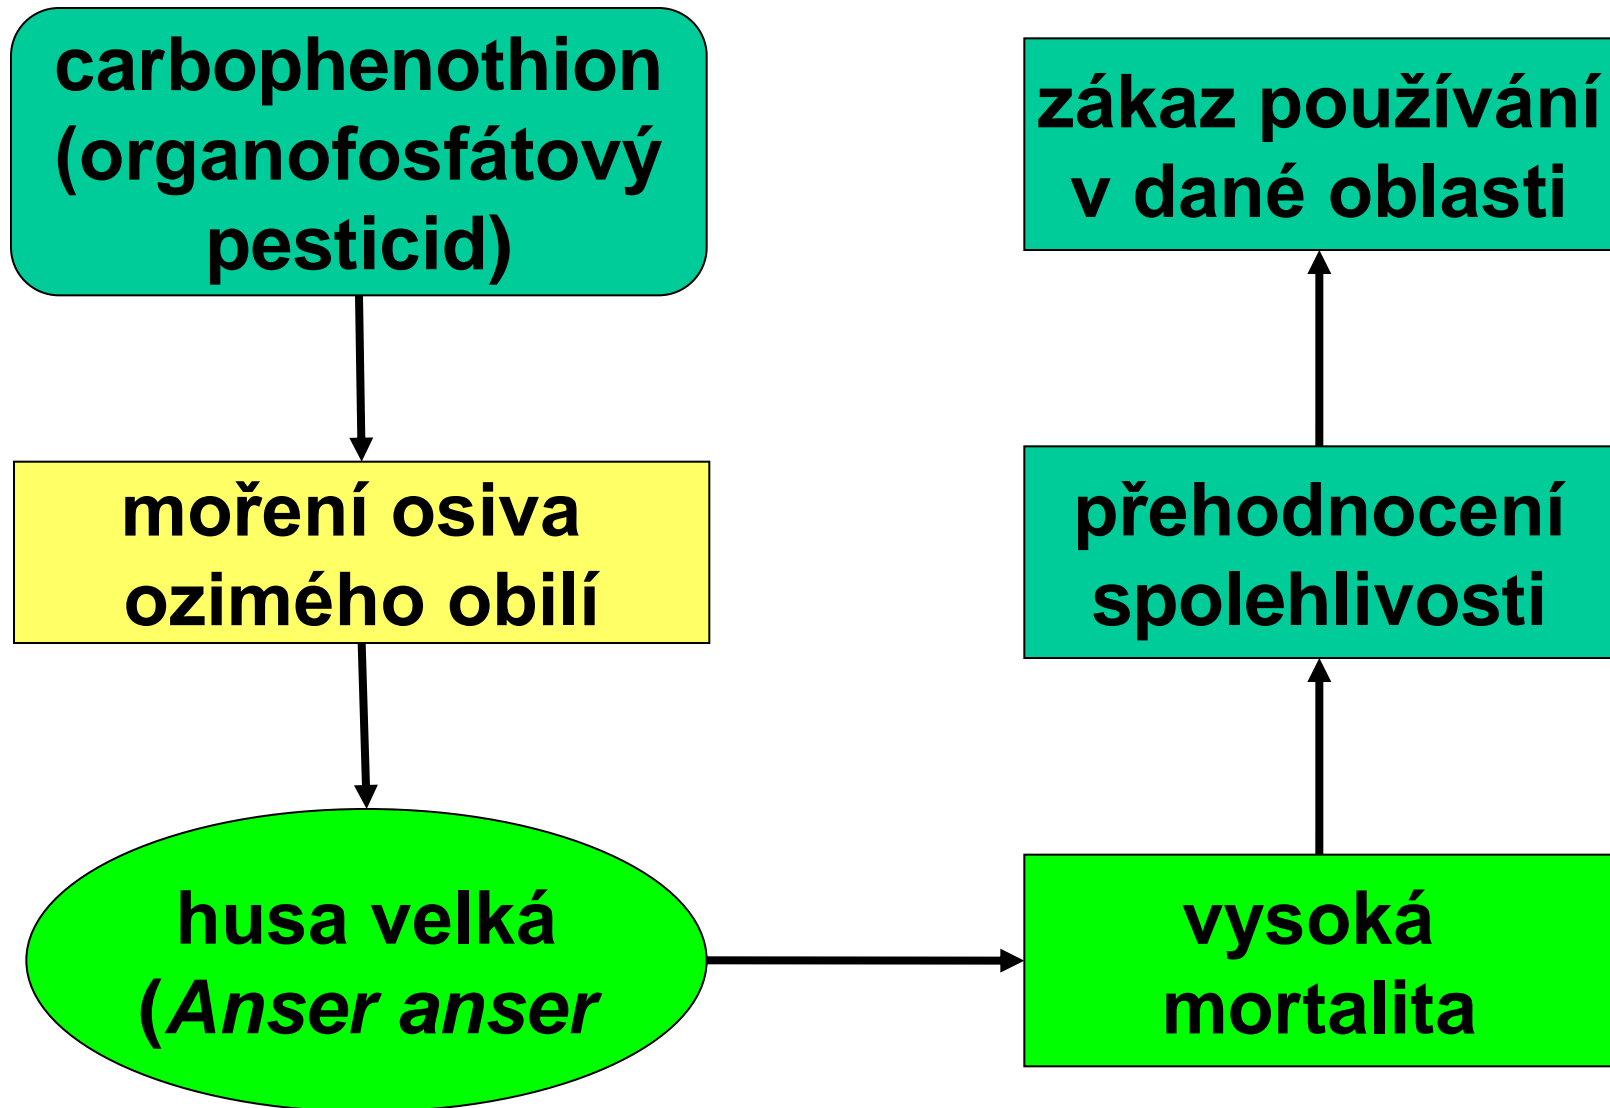 carbophenothion
(organofosfátový
pesticid)
moření osiva
ozimého obilí
husa velká
(Anser anser
vysoká
mortalita
přehodnocení
spolehlivosti
zákaz používání
v dané oblasti